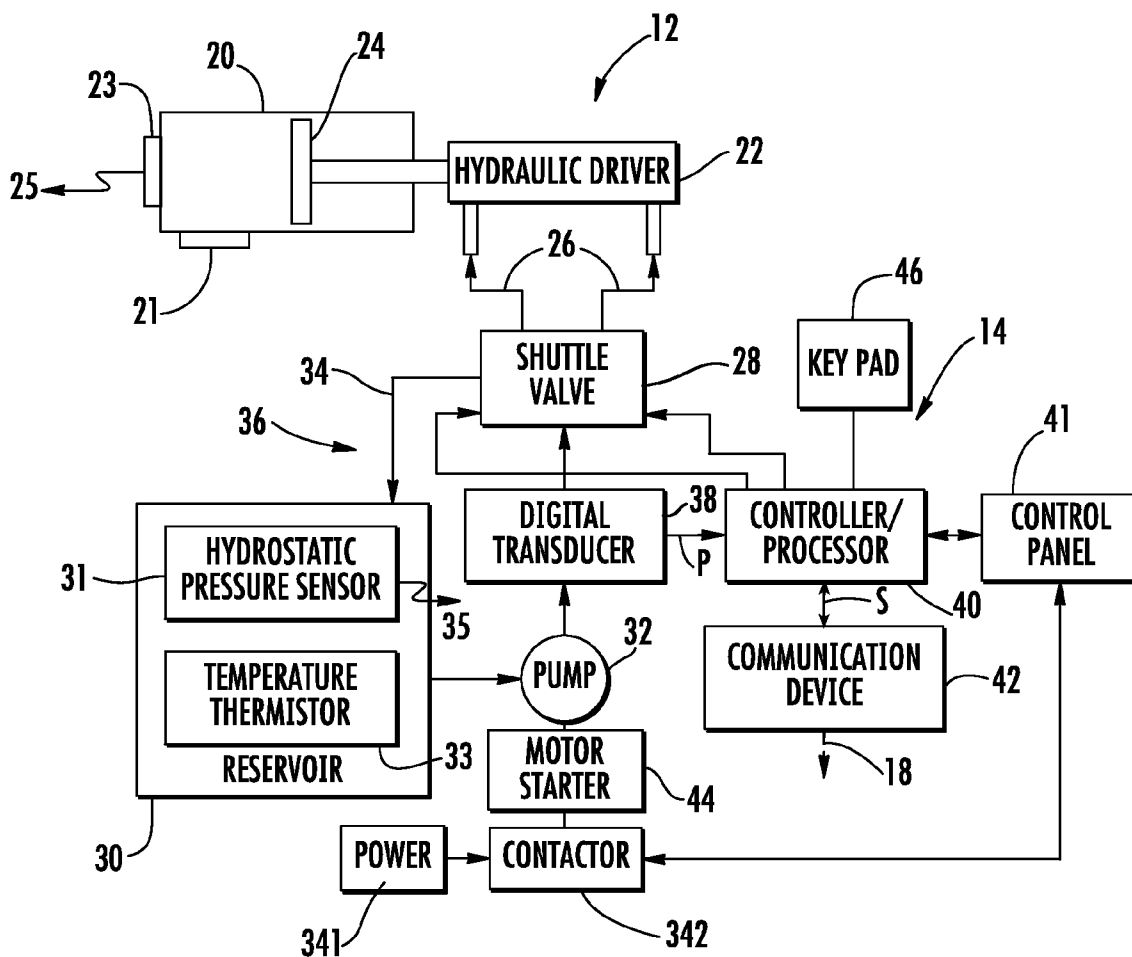 12
20
24
23
HYDRAULIC DRIVER
22
25
21
26
46
SHUTTLE
VALVE
28
KEY PAD
14
34
36
41
DIGITAL
TRANSDUCER
38
P
CONTROLLER/
PROCESSOR
40
CONTROL
PANEL
HYDROSTATIC
PRESSURE SENSOR
31
35
S
32
PUMP
COMMUNICATION
DEVICE
42
TEMPERATURE
THERMISTOR
33
RESERVOIR
30
MOTOR
STARTER
44
18
POWER
341
CONTACTOR
342